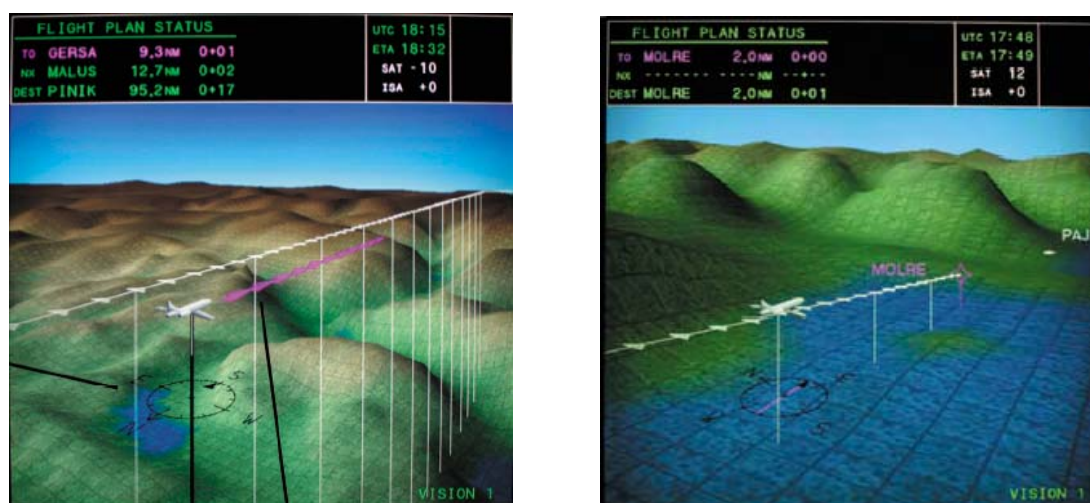 FLIGHT PLAN STATUS
TO GERSA 9,3NM 0+01
NX MALUS 12,7NM 0+02
DEST PINIK 95,2NM 0+17
UTC 18:15
ETA 18:32
SAT -10
ISA +0
S
W
VISION 1
FLIGHT PLAN STATUS
TO MOLRE 2,0NM 0+00
NX -------- ---NM --+--
DEST MOLRE 2,0NM 0+01
UTC 17:48
ETA 17:49
SAT 12
ISA +0
PAJ
MOLRE
N
E
S
VISION 1